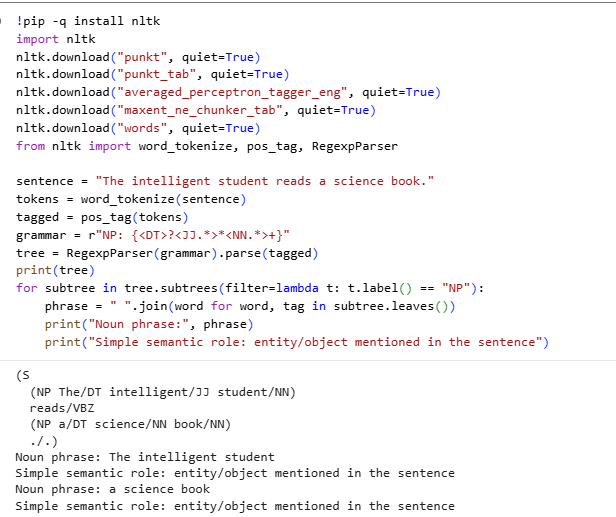 !pip -q install nltk
import nltk
nltk.download("punkt", quiet=True)
nltk.download("punkt_tab", quiet=True)
nltk.download("averaged_perceptron_tagger_eng", quiet=True)
nltk.download("maxent_ne_chunker_tab", quiet=True)
nltk.download("words", quiet=True)
from nltk import word_tokenize, pos_tag, RegexpParser

sentence = "The intelligent student reads a science book."
tokens = word_tokenize(sentence)
tagged = pos_tag(tokens)
grammar = r"NP: {<DT>?<JJ.*>*<NN.*>+}"
tree = RegexpParser(grammar).parse(tagged)
print(tree)
for subtree in tree.subtrees(filter=lambda t: t.label() == "NP"):
    phrase = " ".join(word for word, tag in subtree.leaves())
    print("Noun phrase:", phrase)
    print("Simple semantic role: entity/object mentioned in the sentence")

(S
  (NP The/DT intelligent/JJ student/NN)
  reads/VBZ
  (NP a/DT science/NN book/NN)
  ./.)
Noun phrase: The intelligent student
Simple semantic role: entity/object mentioned in the sentence
Noun phrase: a science book
Simple semantic role: entity/object mentioned in the sentence